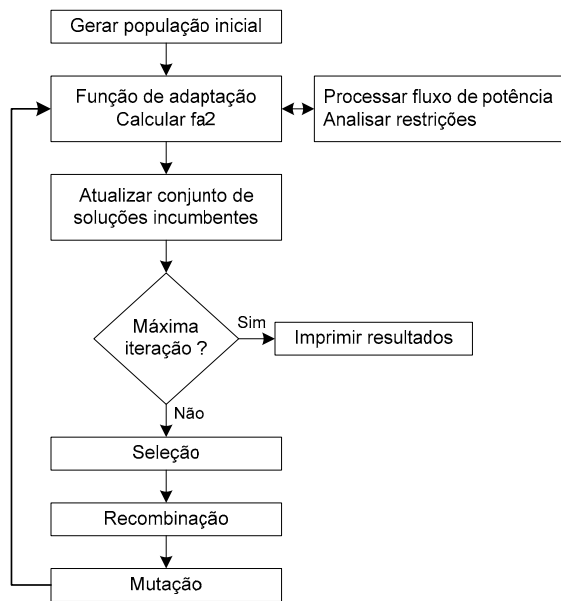 Gerar população inicial
Função de adaptação
Calcular fa2
Processar fluxo de potência
Analisar restrições
Atualizar conjunto de
soluções incumbentes
Máxima
iteração ?
Sim
Imprimir resultados
Não
Seleção
Recombinação
Mutação